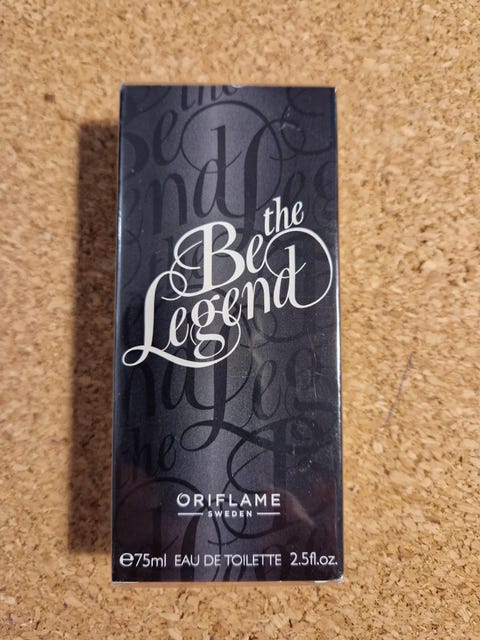 Be the
Legend
ORIFLAME
SWEDEN
℮75ml EAU DE TOILETTE 2.5fl.oz.